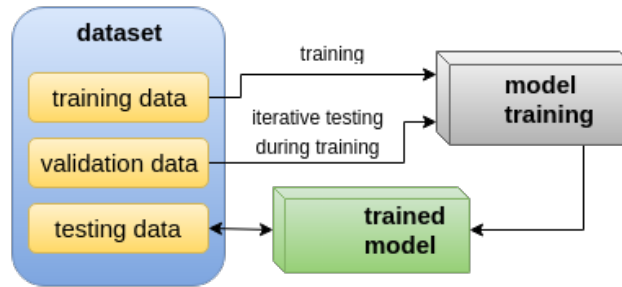 dataset
training data
validation data
testing data
training
iterative testing
during training
model
training
trained
model